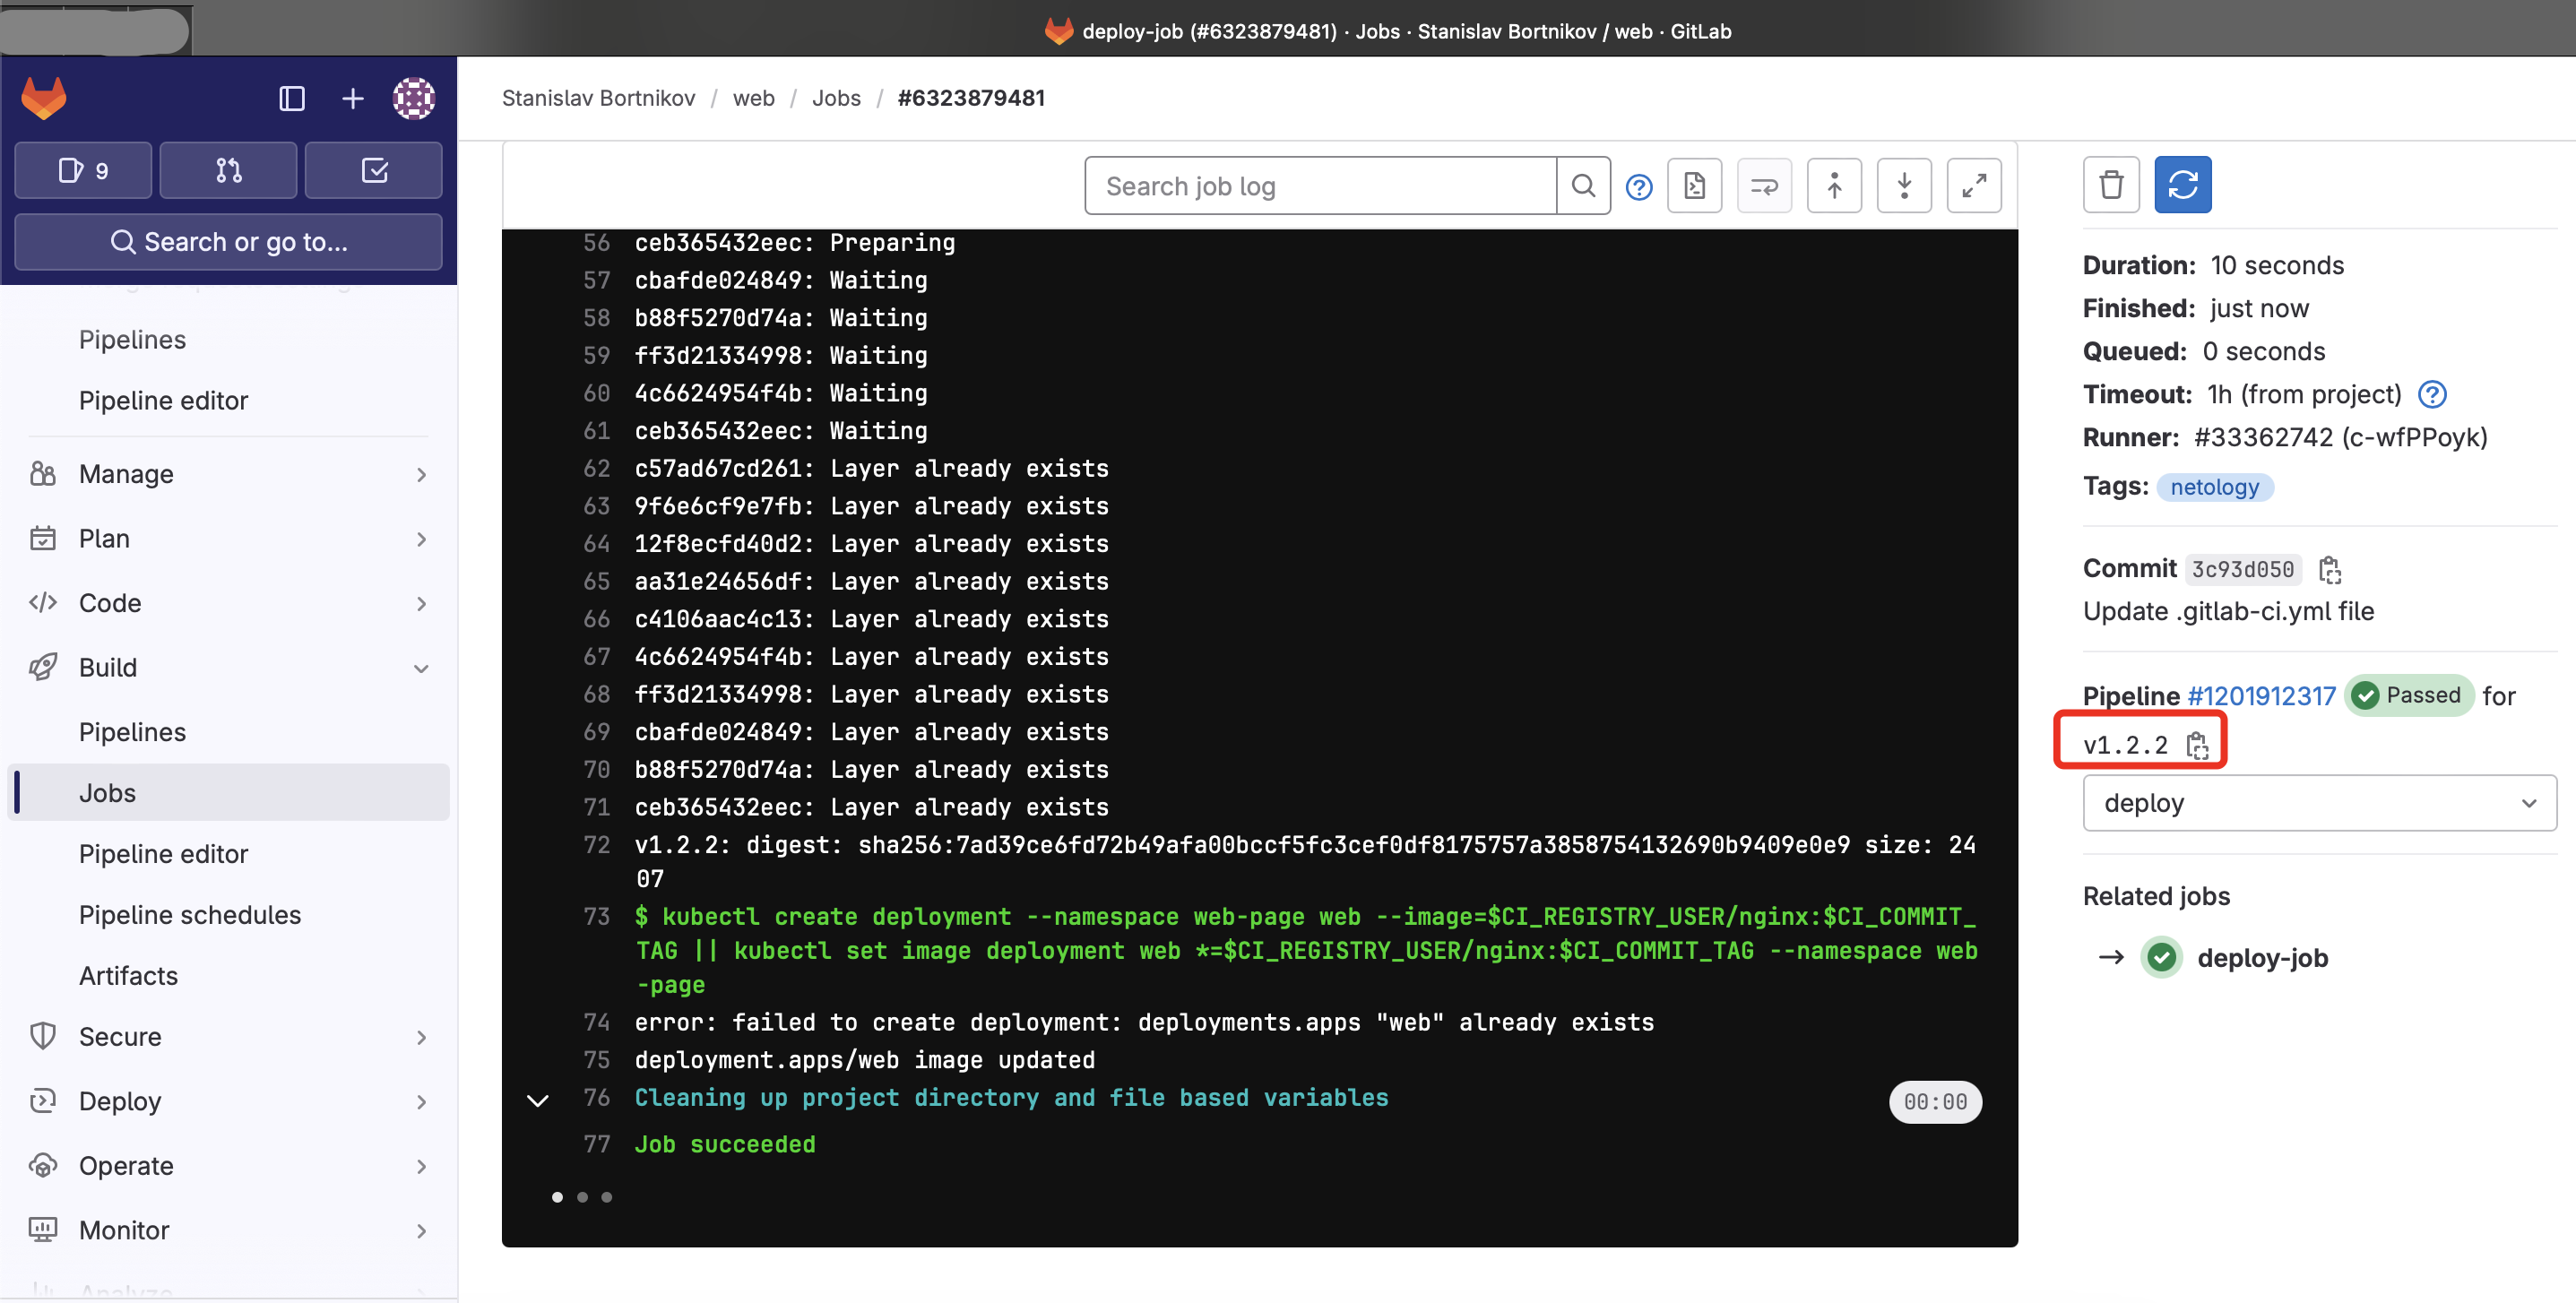 deploy-job (#6323879481) · Jobs · Stanislav Bortnikov / web · GitLab
Stanislav Bortnikov / web / Jobs / #6323879481
9
Search or go to...
Pipelines
Pipeline editor
Manage
Plan
Code
Build
Pipelines
Jobs
Pipeline editor
Pipeline schedules
Artifacts
Secure
Deploy
Operate
Monitor
Analyze
Search job log
56 ceb365432eec: Preparing
57 cbafde024849: Waiting
58 b88f5270d74a: Waiting
59 ff3d21334998: Waiting
60 4c6624954f4b: Waiting
61 ceb365432eec: Waiting
62 c57ad67cd261: Layer already exists
63 9f6e6cf9e7fb: Layer already exists
64 12f8ecfd40d2: Layer already exists
65 aa31e24656df: Layer already exists
66 c4106aac4c13: Layer already exists
67 4c6624954f4b: Layer already exists
68 ff3d21334998: Layer already exists
69 cbafde024849: Layer already exists
70 b88f5270d74a: Layer already exists
71 ceb365432eec: Layer already exists
72 v1.2.2: digest: sha256:7ad39ce6fd72b49afa00bccf5fc3cef0df8175757a3858754132690b9409e0e9 size: 24
07
73 $ kubectl create deployment --namespace web-page web --image=$CI_REGISTRY_USER/nginx:$CI_COMMIT_
TAG || kubectl set image deployment web *=$CI_REGISTRY_USER/nginx:$CI_COMMIT_TAG --namespace web
-page
74 error: failed to create deployment: deployments.apps "web" already exists
75 deployment.apps/web image updated
76 Cleaning up project directory and file based variables
00:00
77 Job succeeded
Duration: 10 seconds
Finished: just now
Queued: 0 seconds
Timeout: 1h (from project)
Runner: #33362742 (c-wfPPoyk)
Tags: netology
Commit 3c93d050
Update .gitlab-ci.yml file
Pipeline #1201912317 Passed for
v1.2.2
deploy
Related jobs
deploy-job